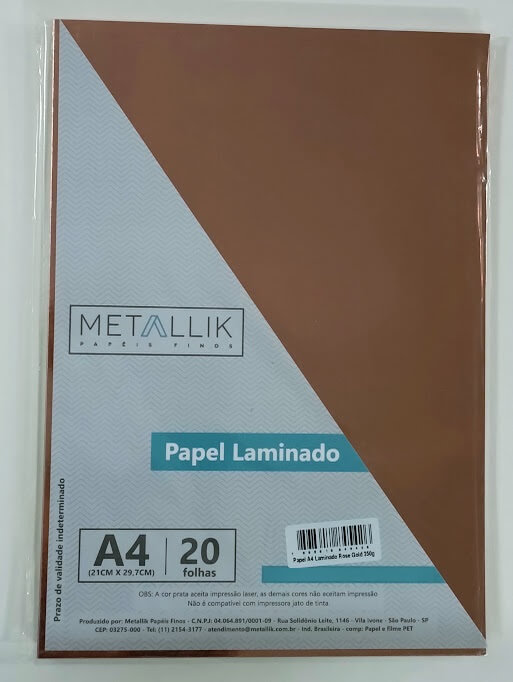 METALLIK
PAPÉIS FINOS
Papel Laminado
A4
(21CM X 29,7CM)
20
folhas
Papel A4 Laminado Rose Gold 250g
OBS: A cor prata aceita impressão laser, as demais cores não aceitam impressão
Não é compatível com impressora jato de tinta
Produzido por: Metallik Papéis Finos - C.N.P.J: 04.064.891/0001-09 - Rua Solidônio Leite, 1146 - Vila Ivone - SP - SP
CEP: 03275-000 - Tel: (11) 2154-3177 - atendimento@metallik.com.br - Ind. Brasileira - comp: Papel e filme PET
Prazo de validade indeterminado